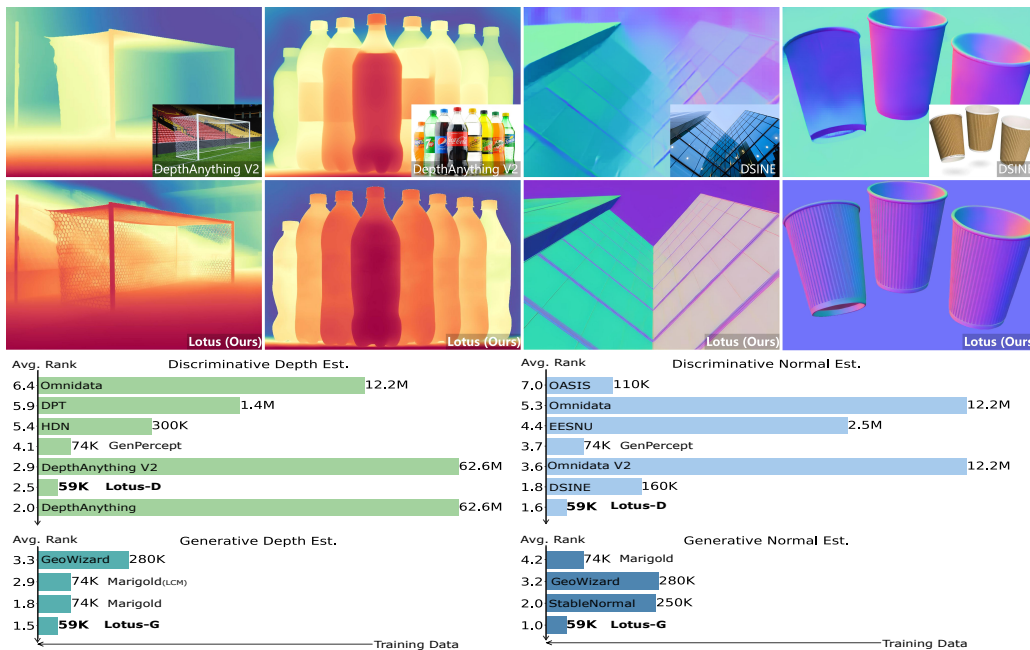 DepthAnything V2
Coca-Cola
DepthAnything V2
DSINE
DSINE
Lotus (Ours)
Lotus (Ours)
Lotus (Ours)
Lotus (Ours)
Avg. Rank
Discriminative Depth Est.
6.4 Omnidata 12.2M
5.9 DPT 1.4M
5.4 HDN 300K
4.1 74K GenPercept
2.9 DepthAnything V2 62.6M
2.5 59K Lotus-D
2.0 DepthAnything 62.6M
Avg. Rank
Discriminative Normal Est.
7.0 OASIS 110K
5.3 Omnidata 12.2M
4.4 EESNU 2.5M
3.7 74K GenPercept
3.6 Omnidata V2 12.2M
1.8 DSINE 160K
1.6 59K Lotus-D
Avg. Rank
Generative Depth Est.
3.3 GeoWizard 280K
2.9 74K Marigold(LCM)
1.8 74K Marigold
1.5 59K Lotus-G
Training Data
Avg. Rank
Generative Normal Est.
4.2 74K Marigold
3.2 GeoWizard 280K
2.0 StableNormal 250K
1.0 59K Lotus-G
Training Data